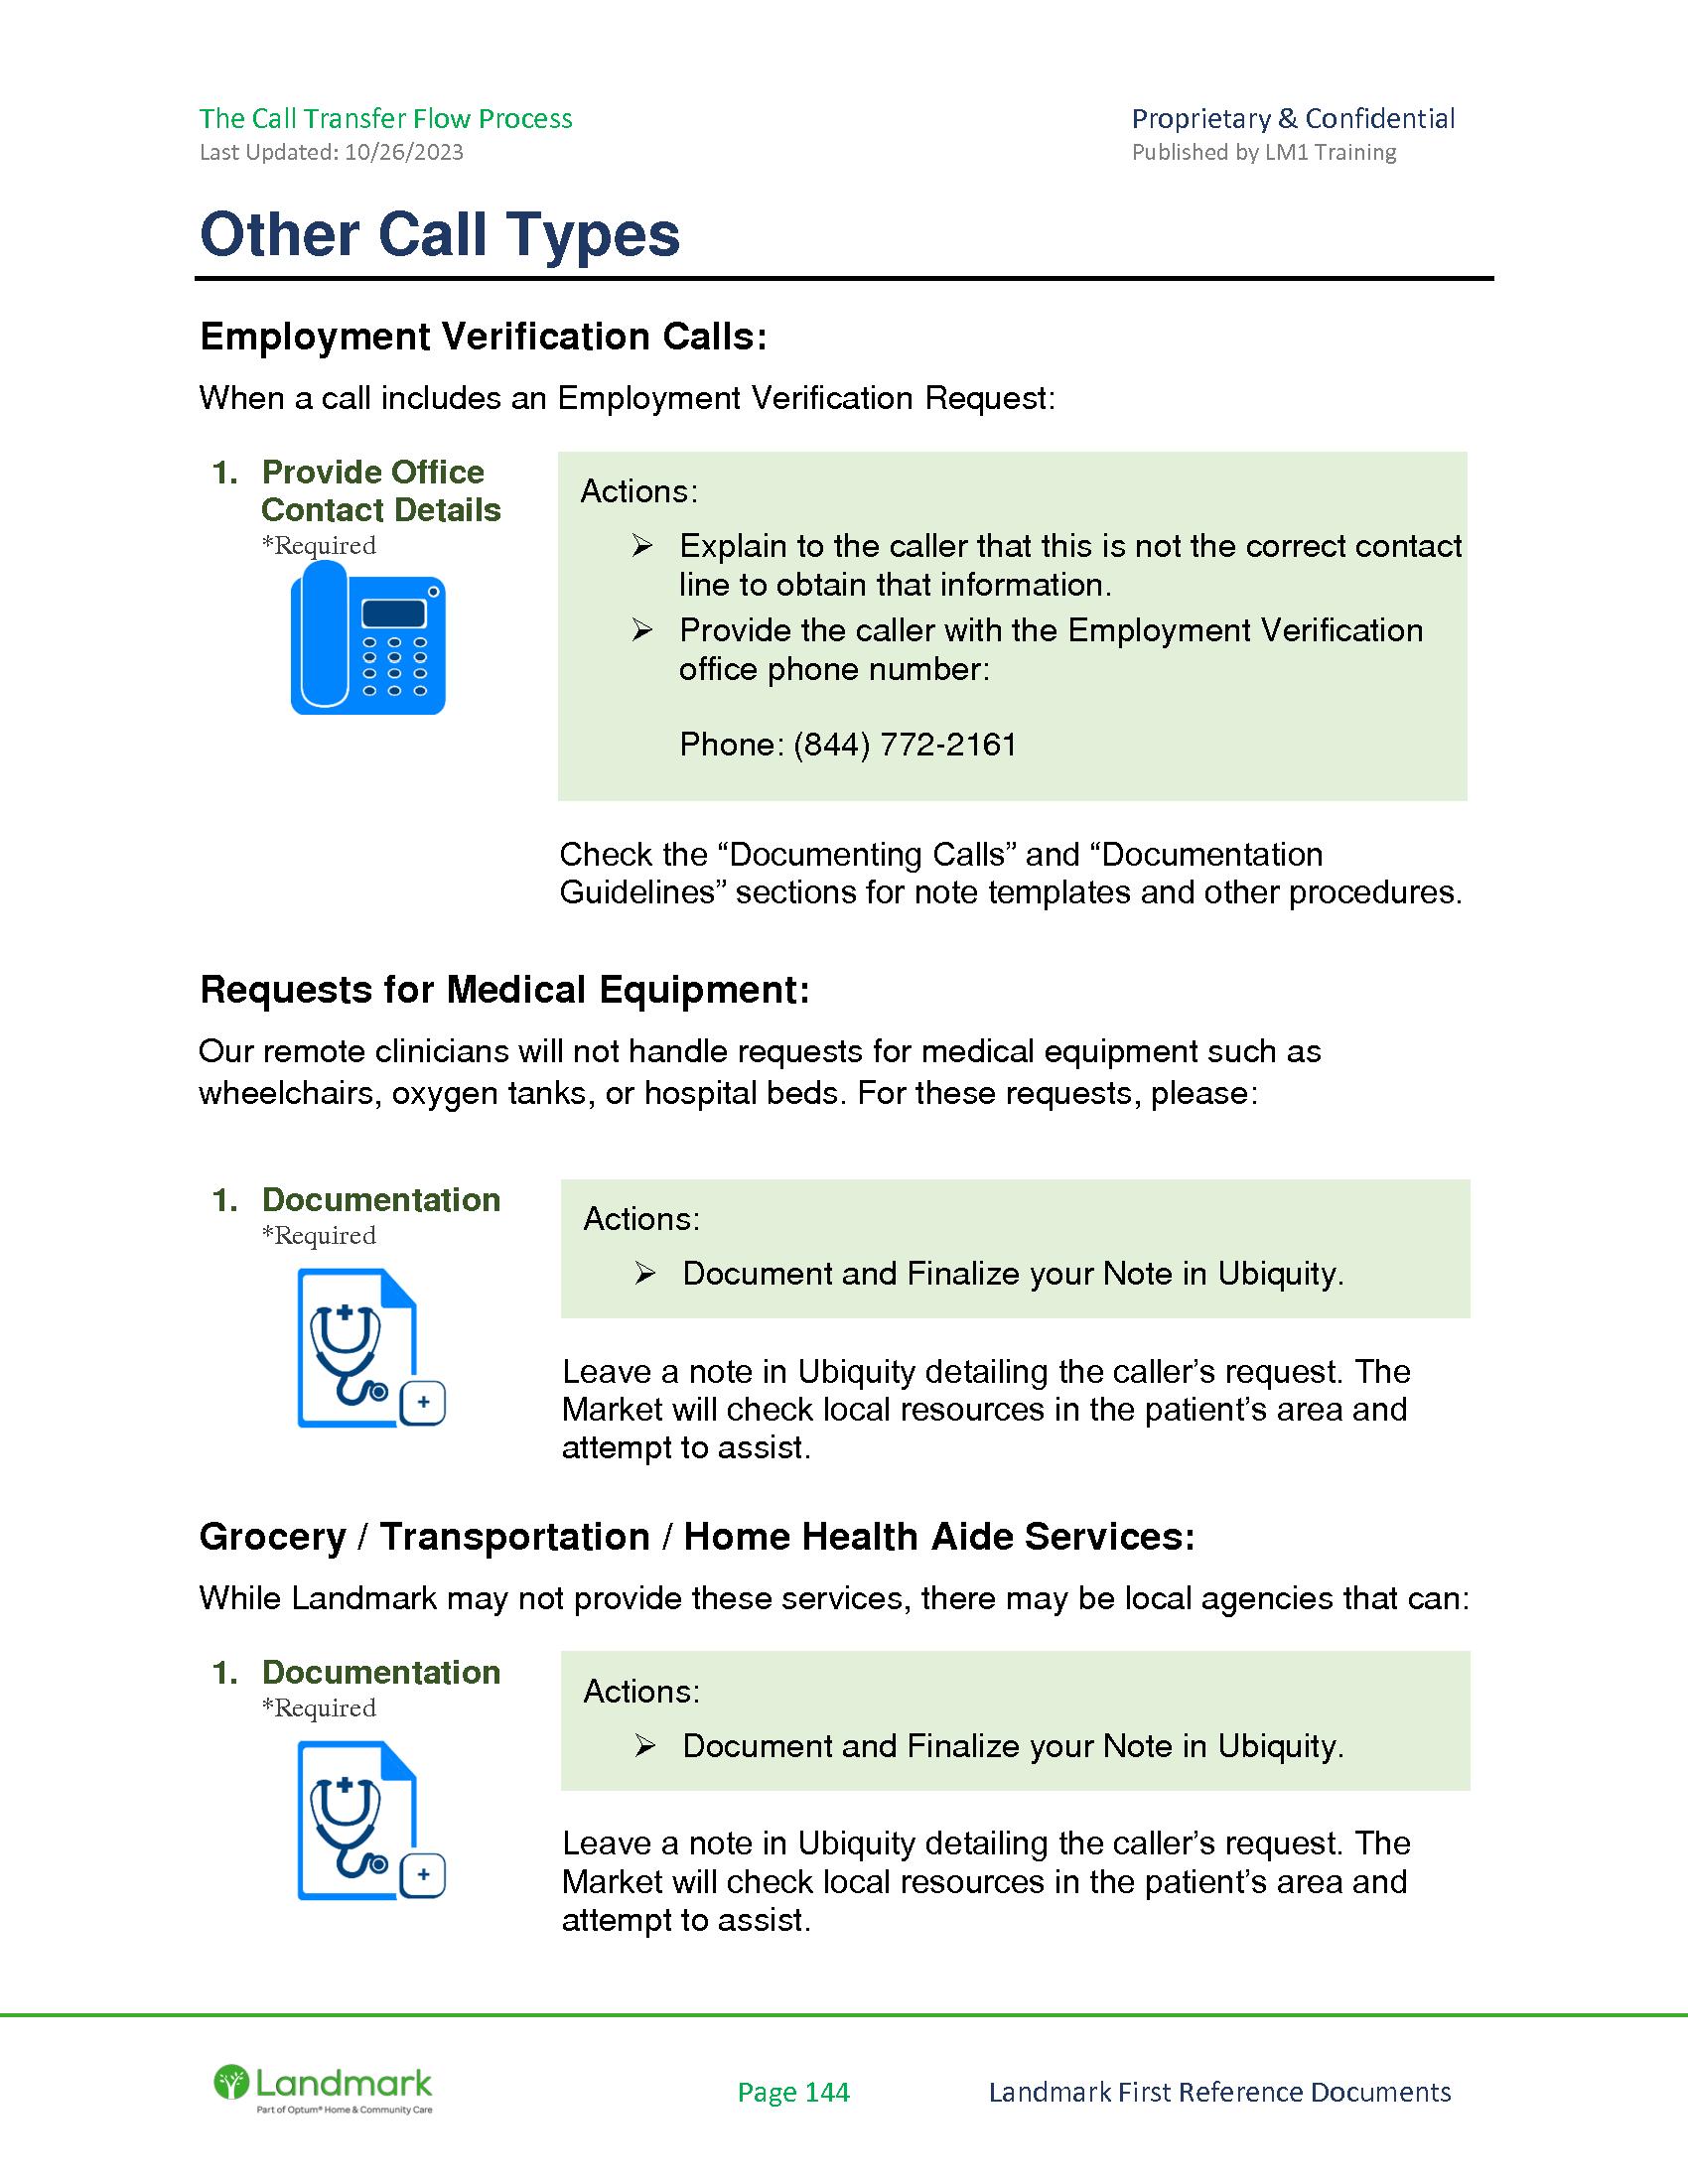 The Call Transfer Flow Process
Proprietary & Confidential
Last Updated: 10/26/2023
Published by LM1 Training
Other Call Types
Employment Verification Calls:
When a call includes an Employment Verification Request:
1. Provide Office
Contact Details
*Required
Actions:
➢ Explain to the caller that this is not the correct contact
line to obtain that information.
➢ Provide the caller with the Employment Verification
office phone number:
Phone: (844) 772-2161
Check the “Documenting Calls” and “Documentation
Guidelines” sections for note templates and other procedures.
Requests for Medical Equipment:
Our remote clinicians will not handle requests for medical equipment such as
wheelchairs, oxygen tanks, or hospital beds. For these requests, please:
1. Documentation
*Required
Actions:
➢ Document and Finalize your Note in Ubiquity.
Leave a note in Ubiquity detailing the caller’s request. The
Market will check local resources in the patient’s area and
attempt to assist.
Grocery / Transportation / Home Health Aide Services:
While Landmark may not provide these services, there may be local agencies that can:
1. Documentation
*Required
Actions:
➢ Document and Finalize your Note in Ubiquity.
Leave a note in Ubiquity detailing the caller’s request. The
Market will check local resources in the patient’s area and
attempt to assist.
Landmark
Part of Optum® Home & Community Care
Page 144
Landmark First Reference Documents